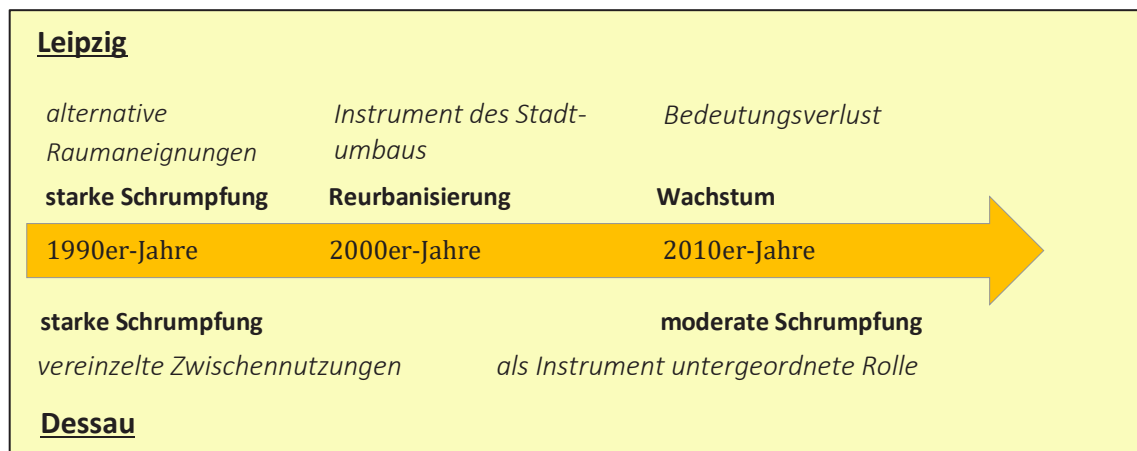 Leipzig
alternative
Raumaneignungen
Instrument des Stadt-
umbaus
Bedeutungsverlust
starke Schrumpfung
Reurbanisierung
Wachstum
1990er-Jahre
2000er-Jahre
2010er-Jahre
starke Schrumpfung
moderate Schrumpfung
vereinzelte Zwischennutzungen
als Instrument untergeordnete Rolle
Dessau